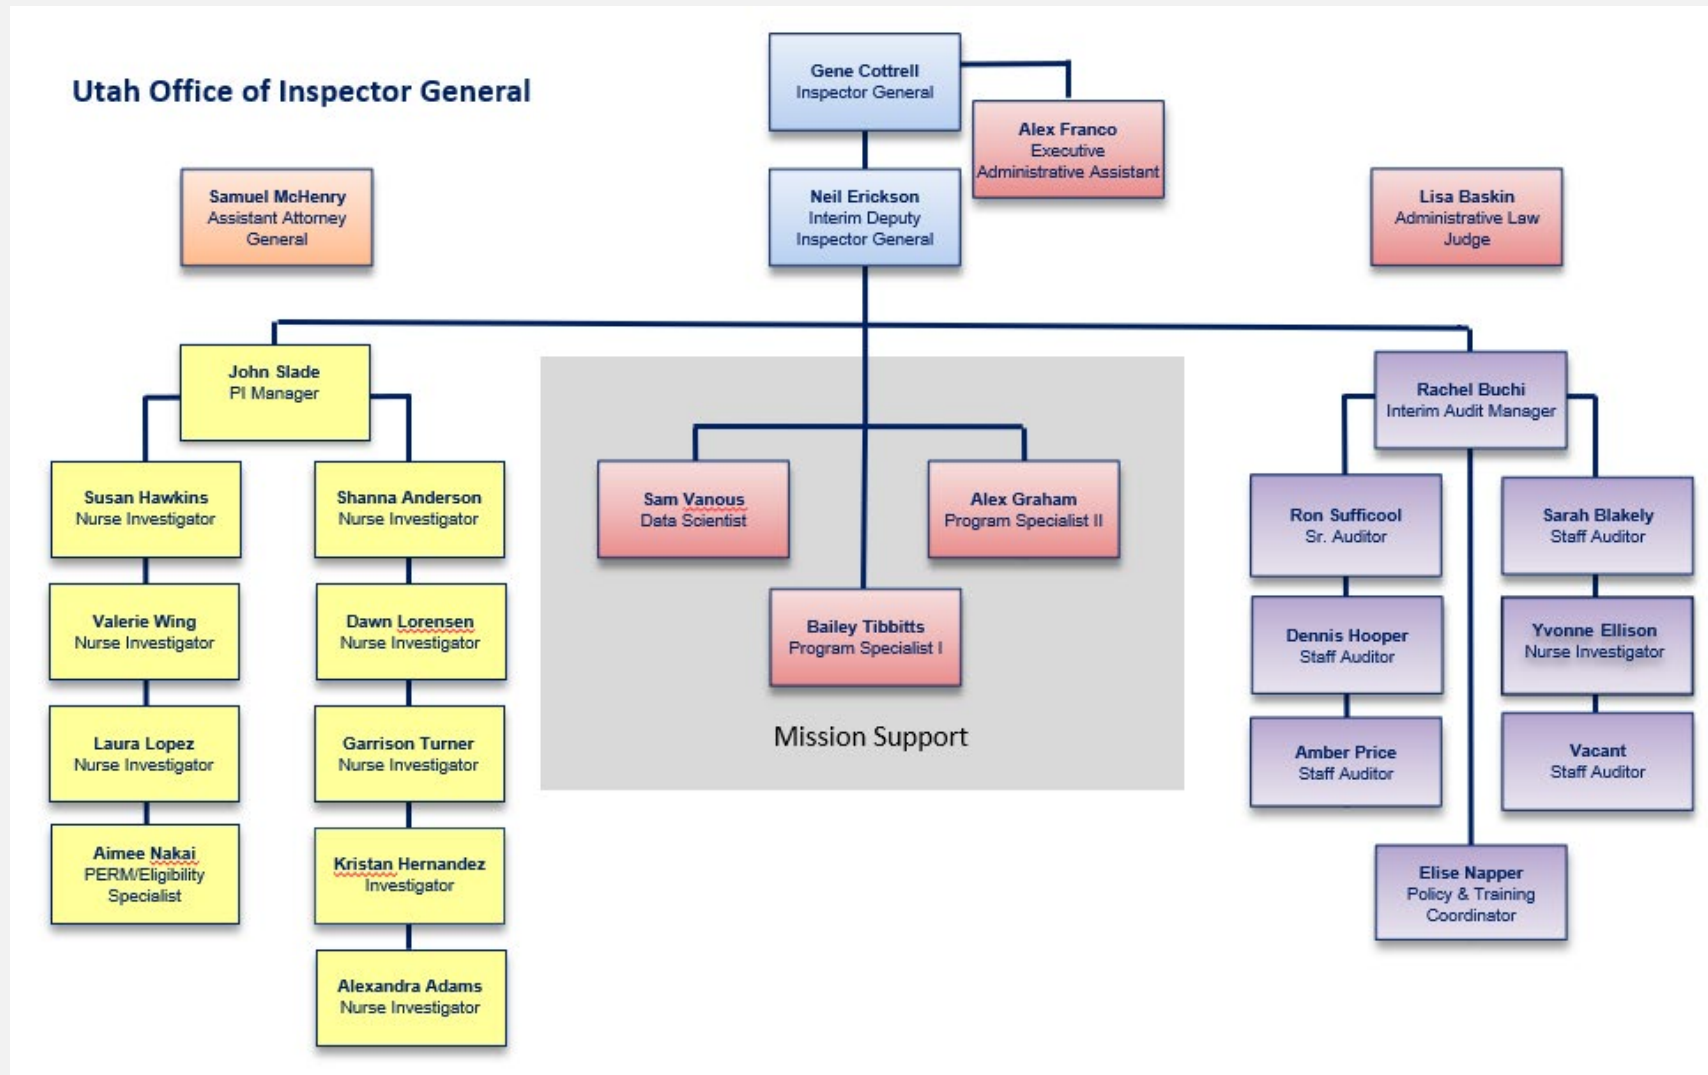 Utah Office of Inspector General
Gene Cottrell
Inspector General
Alex Franco
Executive
Administrative Assistant
Samuel McHenry
Assistant Attorney
General
Neil Erickson
Interim Deputy
Inspector General
Lisa Baskin
Administrative Law
Judge
John Slade
PI Manager
Susan Hawkins
Nurse Investigator
Valerie Wing
Nurse Investigator
Laura Lopez
Nurse Investigator
Aimee Nakai
PERM/Eligibility
Specialist
Shanna Anderson
Nurse Investigator
Dawn Lorensen
Nurse Investigator
Garrison Turner
Nurse Investigator
Kristan Hernandez
Investigator
Alexandra Adams
Nurse Investigator
Sam Vanous
Data Scientist
Alex Graham
Program Specialist II
Bailey Tibbitts
Program Specialist I
Mission Support
Rachel Buchi
Interim Audit Manager
Ron Sufficool
Sr. Auditor
Dennis Hooper
Staff Auditor
Amber Price
Staff Auditor
Sarah Blakely
Staff Auditor
Yvonne Ellison
Nurse Investigator
Vacant
Staff Auditor
Elise Napper
Policy & Training
Coordinator